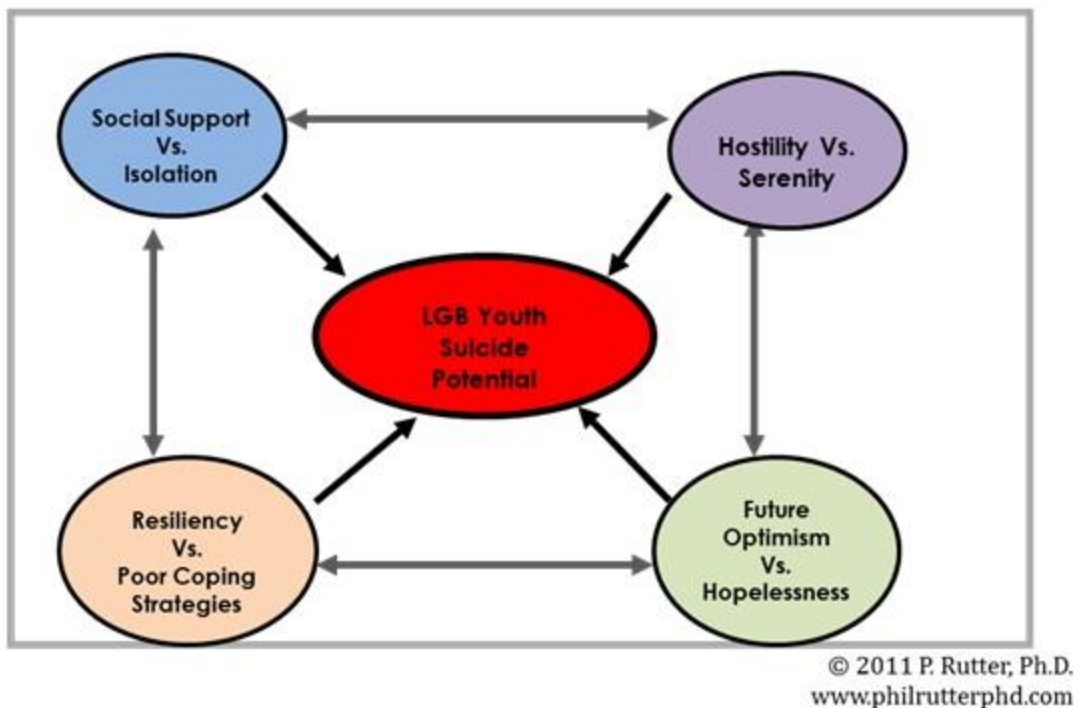 Social Support
Vs.
Isolation
Hostility Vs.
Serenity
LGB Youth
Suicide
Potential
Resiliency
Vs.
Poor Coping
Strategies
Future
Optimism
Vs.
Hopelessness
© 2011 P. Rutter, Ph.D.
www.philrutterphd.com